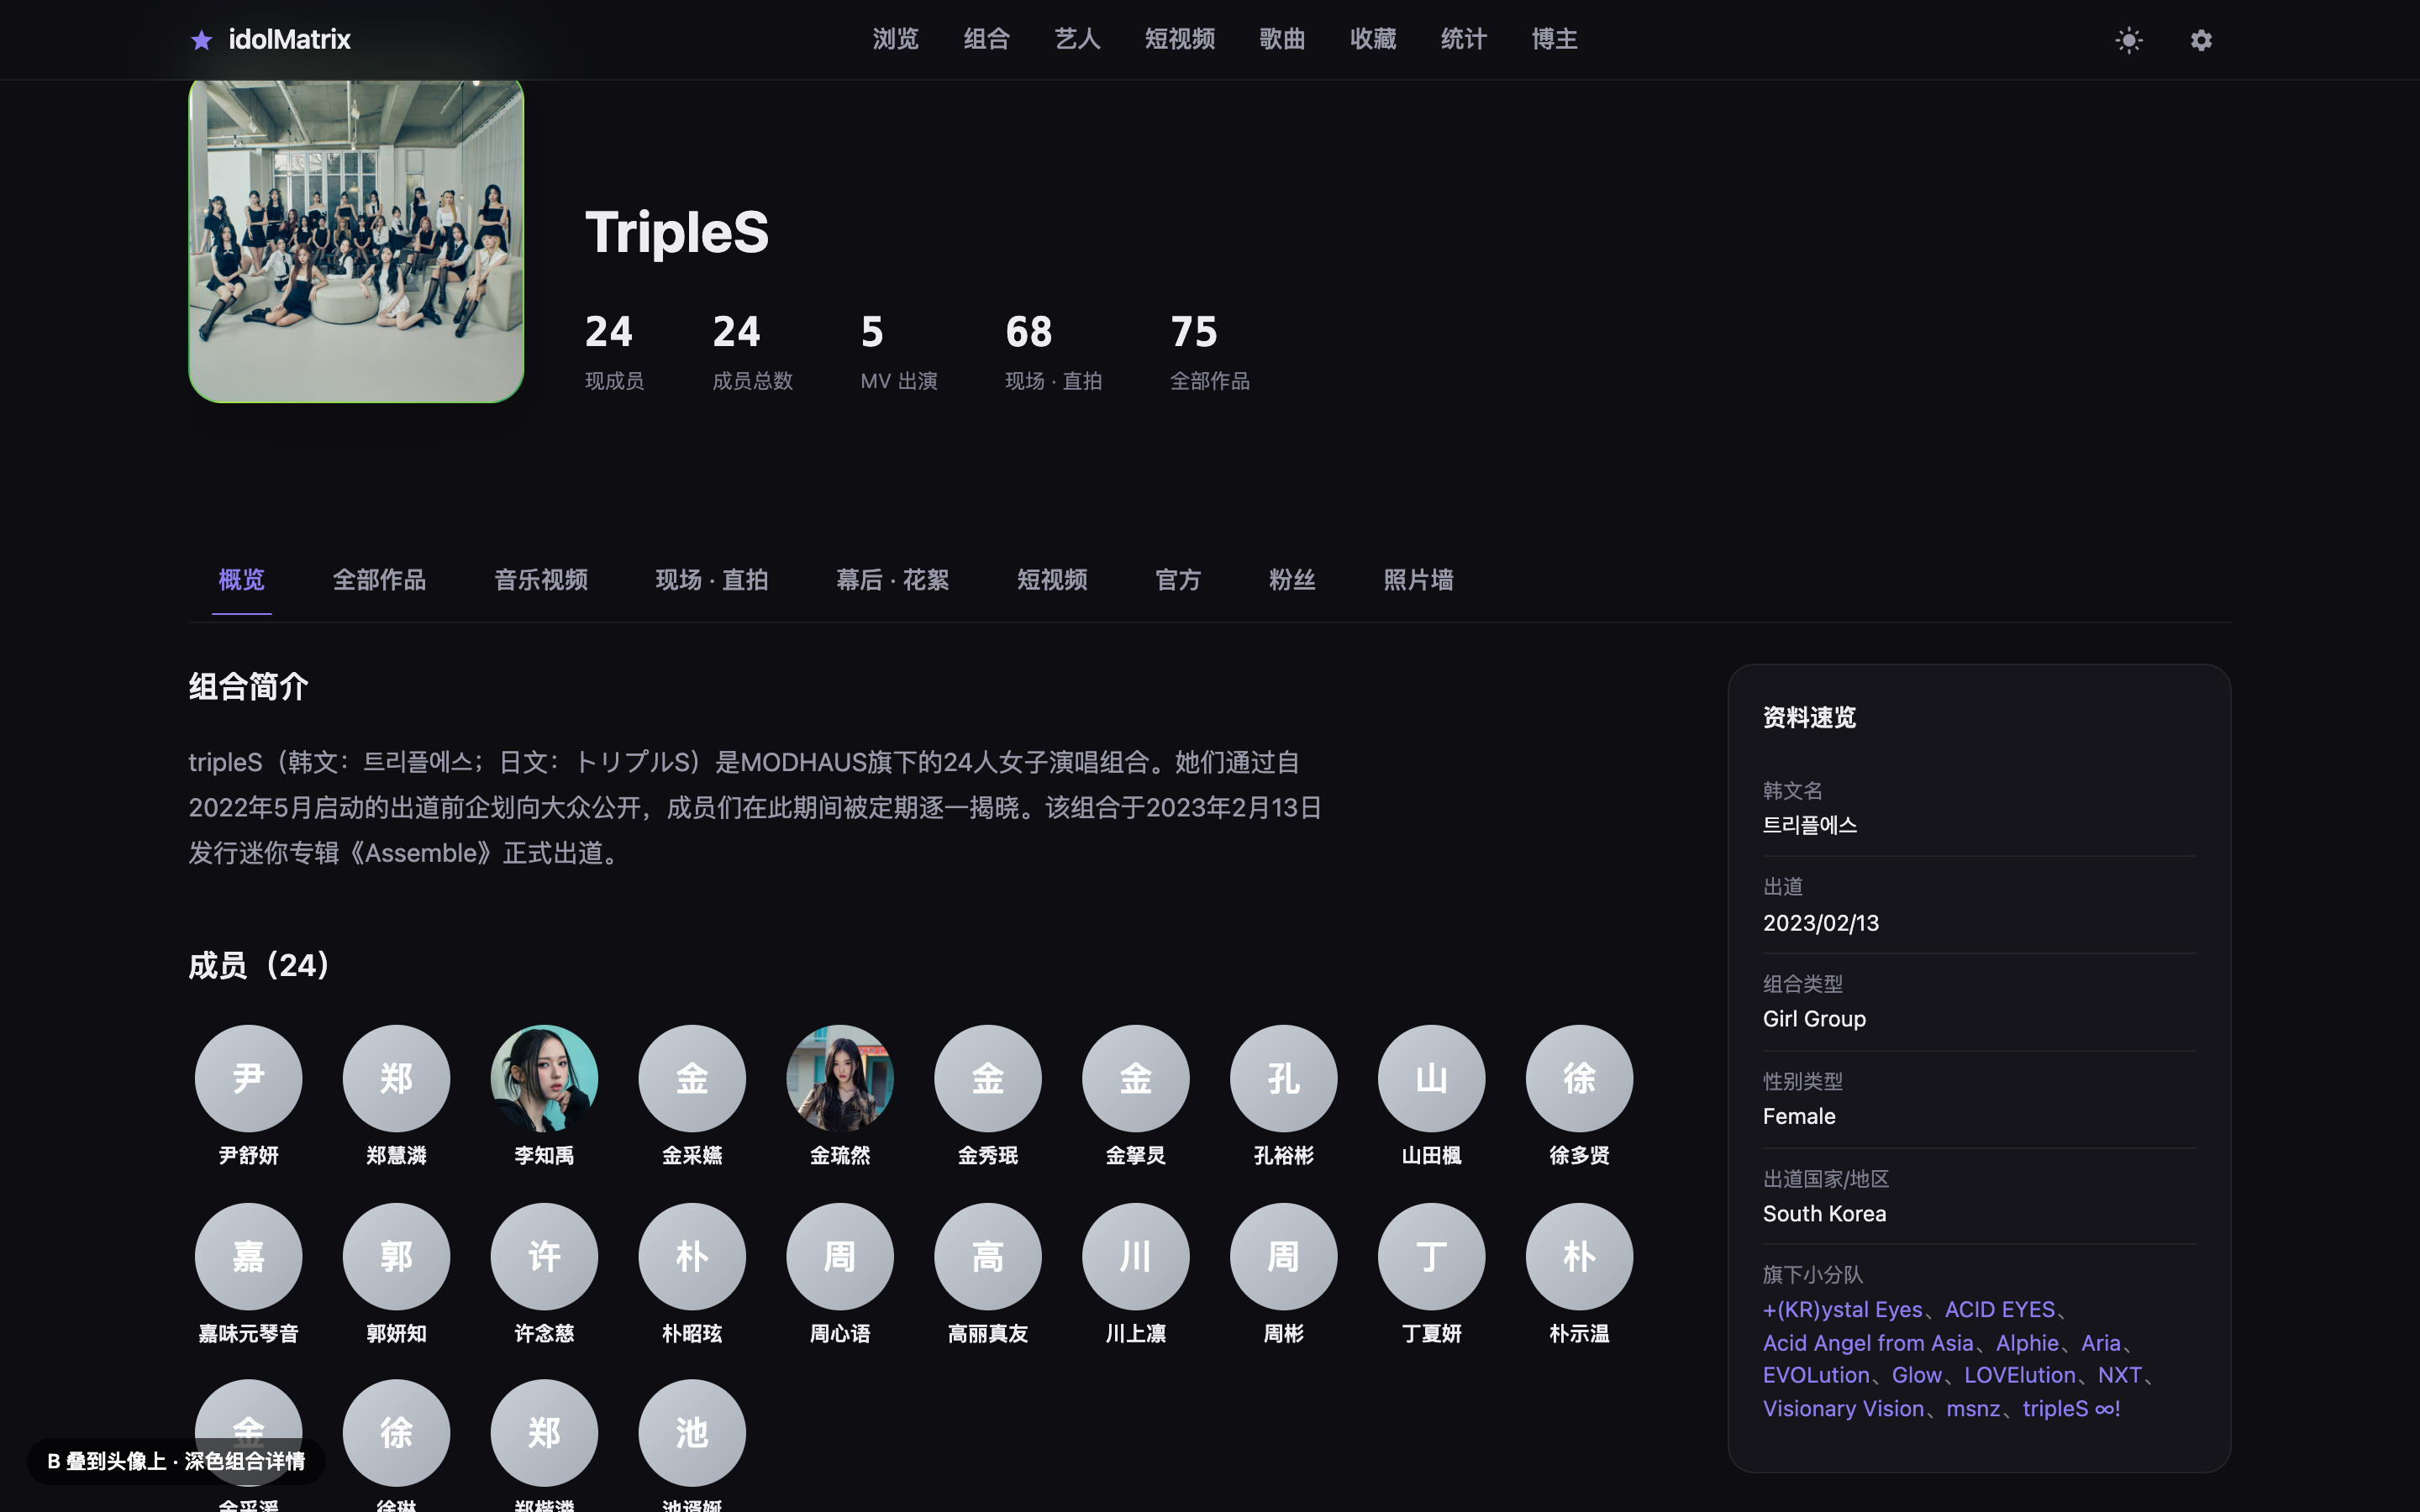 idolMatrix
浏览 组合 艺人 短视频 歌曲 收藏 统计 博主
TripleS
24 24 5 68 75
现成员 成员总数 MV 出演 现场 · 直拍 全部作品
概览 全部作品 音乐视频 现场 · 直拍 幕后 · 花絮 短视频 官方 粉丝 照片墙
组合简介
tripleS（韩文：트리플에스；日文：トリプルS）是MODHAUS旗下的24人女子演唱组合。她们通过自
2022年5月启动的出道前企划向大众公开，成员们在此期间被定期逐一揭晓。该组合于2023年2月13日
发行迷你专辑《Assemble》正式出道。
成员（24）
尹 郑 金 金 金 孔 山 徐
尹舒妍 郑慧潾 李知禹 金采嬿 金琉然 金秀珉 金挐炅 孔裕彬 山田楓 徐多贤
嘉 郭 许 朴 周 高 川 周 丁 朴
嘉味元琴音 郭妍知 许念慈 朴昭玹 周心语 高丽真友 川上凛 周彬 丁夏妍 朴示温
金 徐 郑 池
徐琳
B 叠到头像上 · 深色组合详情
资料速览
韩文名
트리플에스
出道
2023/02/13
组合类型
Girl Group
性别类型
Female
出道国家/地区
South Korea
旗下小分队
+(KR)ystal Eyes、ACID EYES、
Acid Angel from Asia、Alphie、Aria、
EVOLution、Glow、LOVElution、NXT、
Visionary Vision、msnz、tripleS ∞!